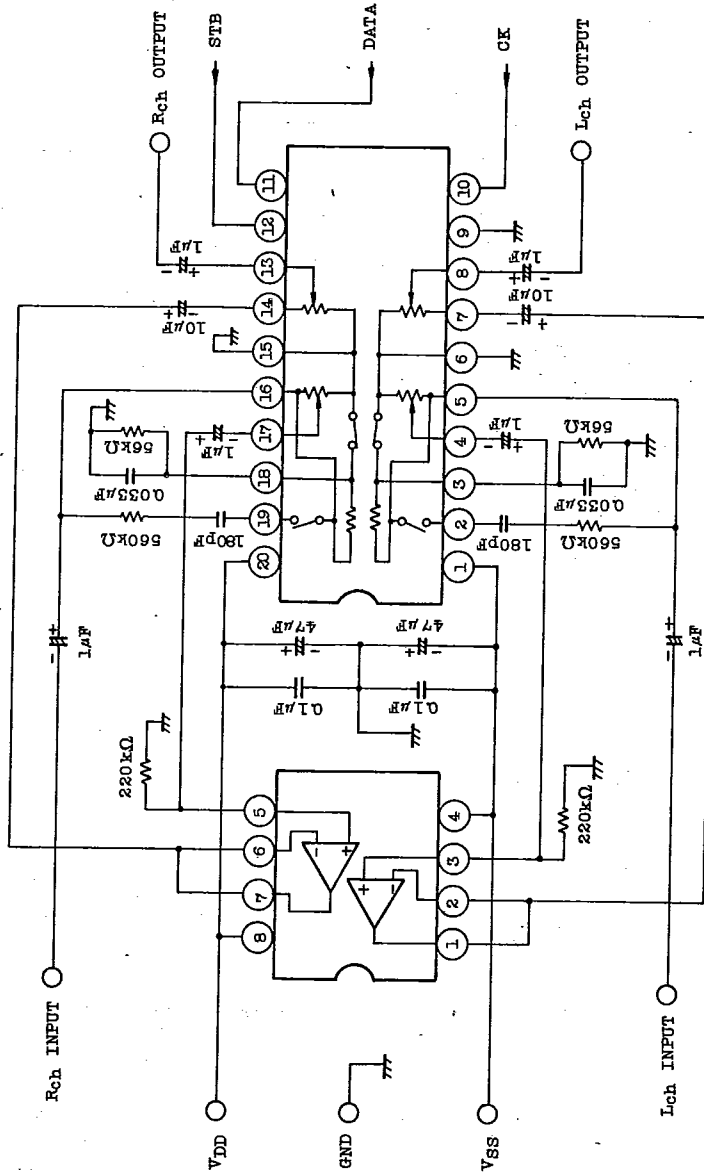 Rch OUTPUT
STB
DATA
CK
Lch OUTPUT
11
12
13
14
15
16
17
18
19
20
10
9
8
7
6
5
4
3
2
1
- 1μF +
+ 10μF -
+ 1μF -
56kΩ
0.033μF
560kΩ
180pF
+ 1μF -
- 10μF +
- 1μF +
56kΩ
0.033μF
560kΩ
180pF
- + 1μF
- + 1μF
47μF + -
47μF + -
0.1μF
0.1μF
220kΩ
220kΩ
5
6
7
8
4
3
2
1
- +
+ -
Rch INPUT
VDD
GND
VSS
Lch INPUT